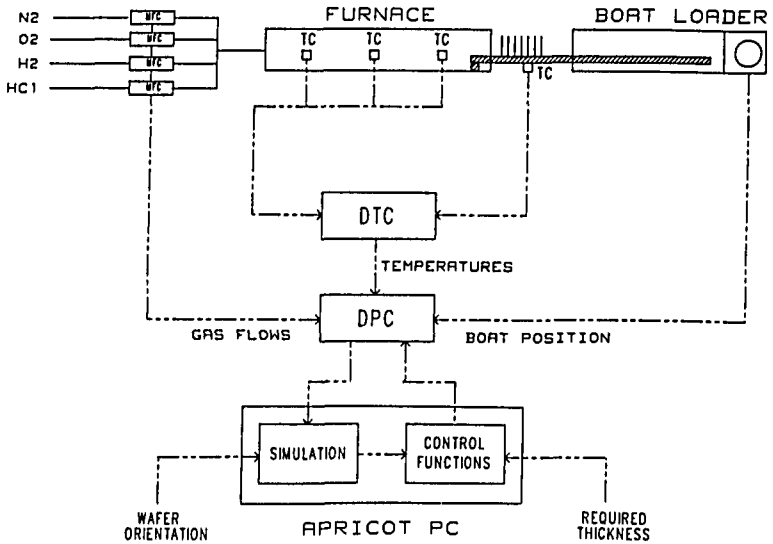 FURNACE
BOAT LOADER
N2
MFC
O2
MFC
H2
MFC
HCl
MFC
TC
TC
TC
TC
DTC
TEMPERATURES
DPC
GAS FLOWS
BOAT POSITION
SIMULATION
CONTROL
FUNCTIONS
WAFER
ORIENTATION
APRICOT PC
REQUIRED
THICKNESS